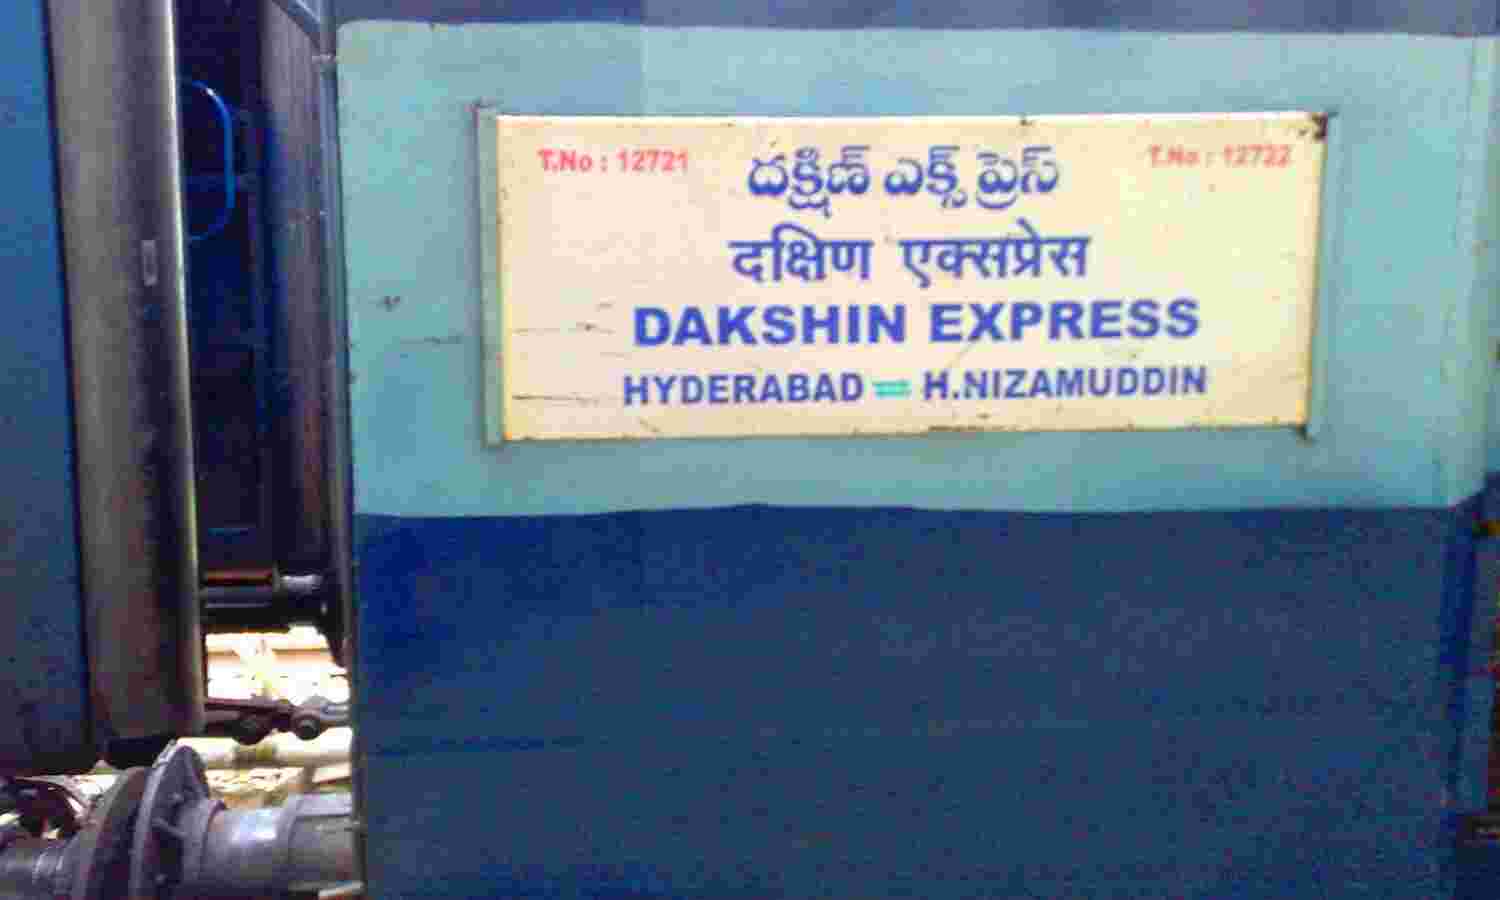 T.No : 12721 దక్షిణ్ ఎక్స్ ప్రెస్ T.No : 12722
दक्षिण एक्सप्रेस
DAKSHIN EXPRESS
HYDERABAD ⇌ H.NIZAMUDDIN